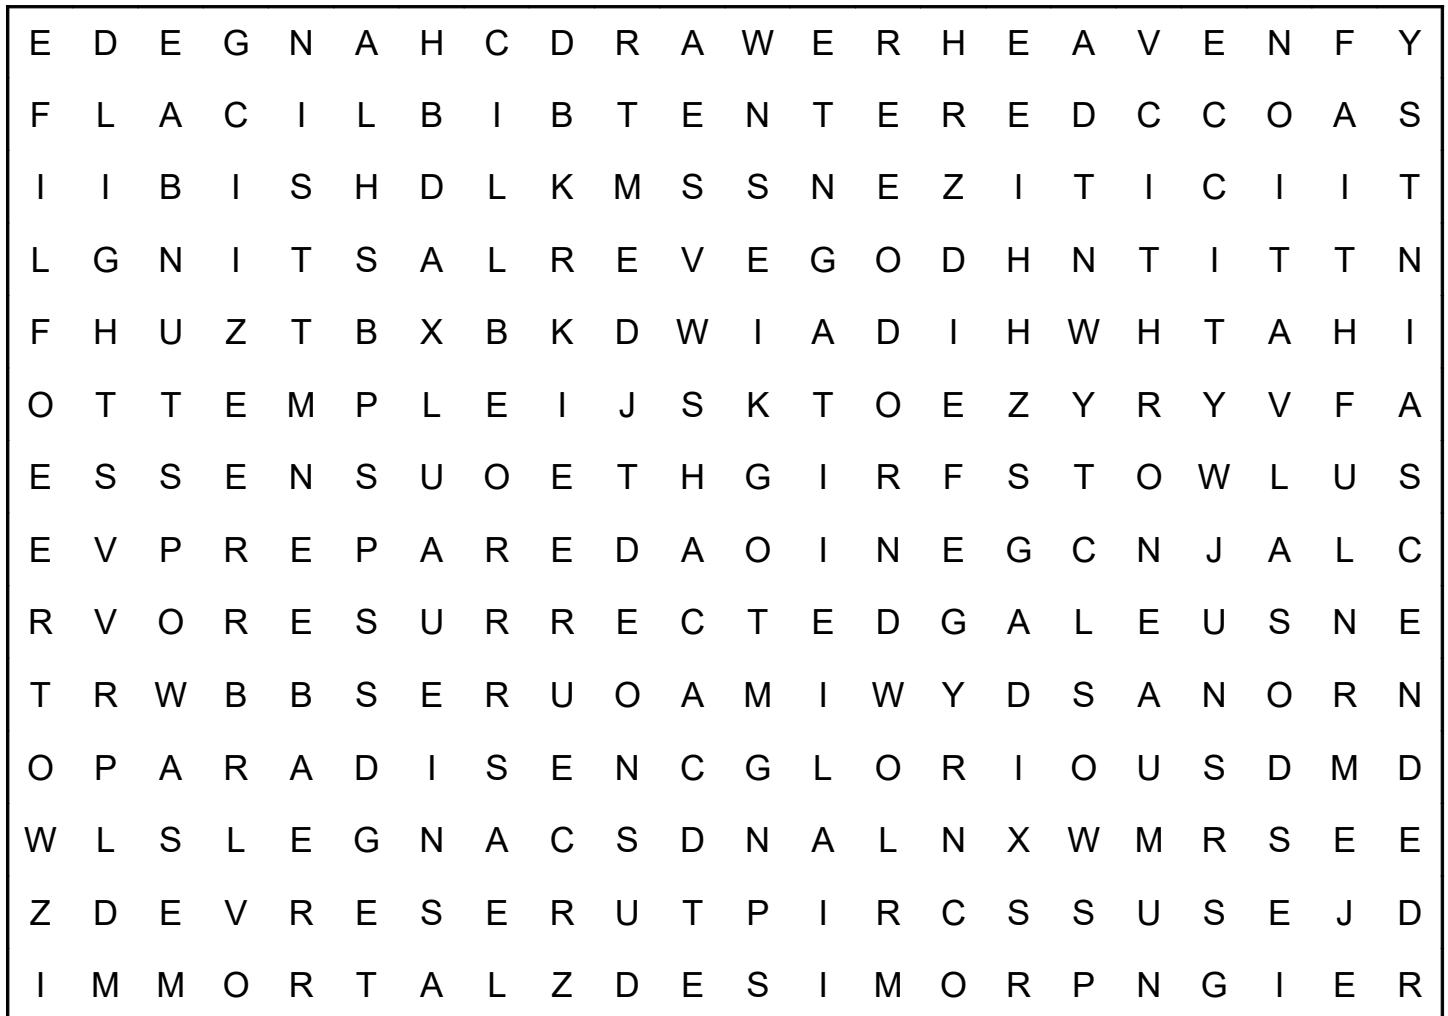 E D E G N A H C D R A W E R H E A V E N F Y
F L A C I L B I B T E N T E R E D C C O A S
I I B I S H D L K M S S N E Z I T I C I I T
L G N I T S A L R E V E G O D H N T I T T N
F H U Z T B X B K D W I A D I H W H T A H I
O T T E M P L E I J S K T O E Z Y R Y V F A
E S S E N S U O E T H G I R F S T O W L U S
E V P R E P A R E D A O I N E G C N J A L C
R V O R E S U R R E C T E D G A L E U S N E
T R W B B S E R U O A M I W Y D S A N O R N
O P A R A D I S E N C G L O R I O U S D M D
W L S L E G N A C S D N A L N X W M R S E E
Z D E V R E S E R U T P I R C S S U S E J D
I M M O R T A L Z D E S I M O R P N G I E R